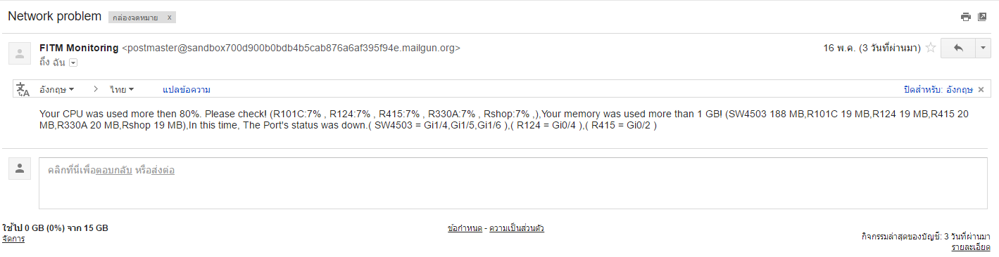 Network problem กล่องจดหมาย x
FITM Monitoring <postmaster@sandbox700d900b0bdb4b5cab876a6af395f94e.mailgun.org> 16 พ.ค. (3 วันที่ผ่านมา)
ถึง ฉัน
อังกฤษ ไทย แปลข้อความ ปิดสำหรับ: อังกฤษ
Your CPU was used more then 80%. Please check! (R101C:7% , R124:7% , R415:7% , R330A:7% , Rshop:7% ,),Your memory was used more than 1 GB! (SW4503 188 MB,R101C 19 MB,R124 19 MB,R415 20
MB,R330A 20 MB,Rshop 19 MB),In this time, The Port's status was down.( SW4503 = Gi1/4,Gi1/5,Gi1/6 ),( R124 = Gi0/4 ),( R415 = Gi0/2 )
คลิกที่นี่เพื่อตอบกลับ หรือส่งต่อ
ใช้ไป 0 GB (0%) จาก 15 GB
จัดการ
ข้อกำหนด - ความเป็นส่วนตัว
กิจกรรมล่าสุดของบัญชี: 3 วันที่ผ่านมา
รายละเอียด